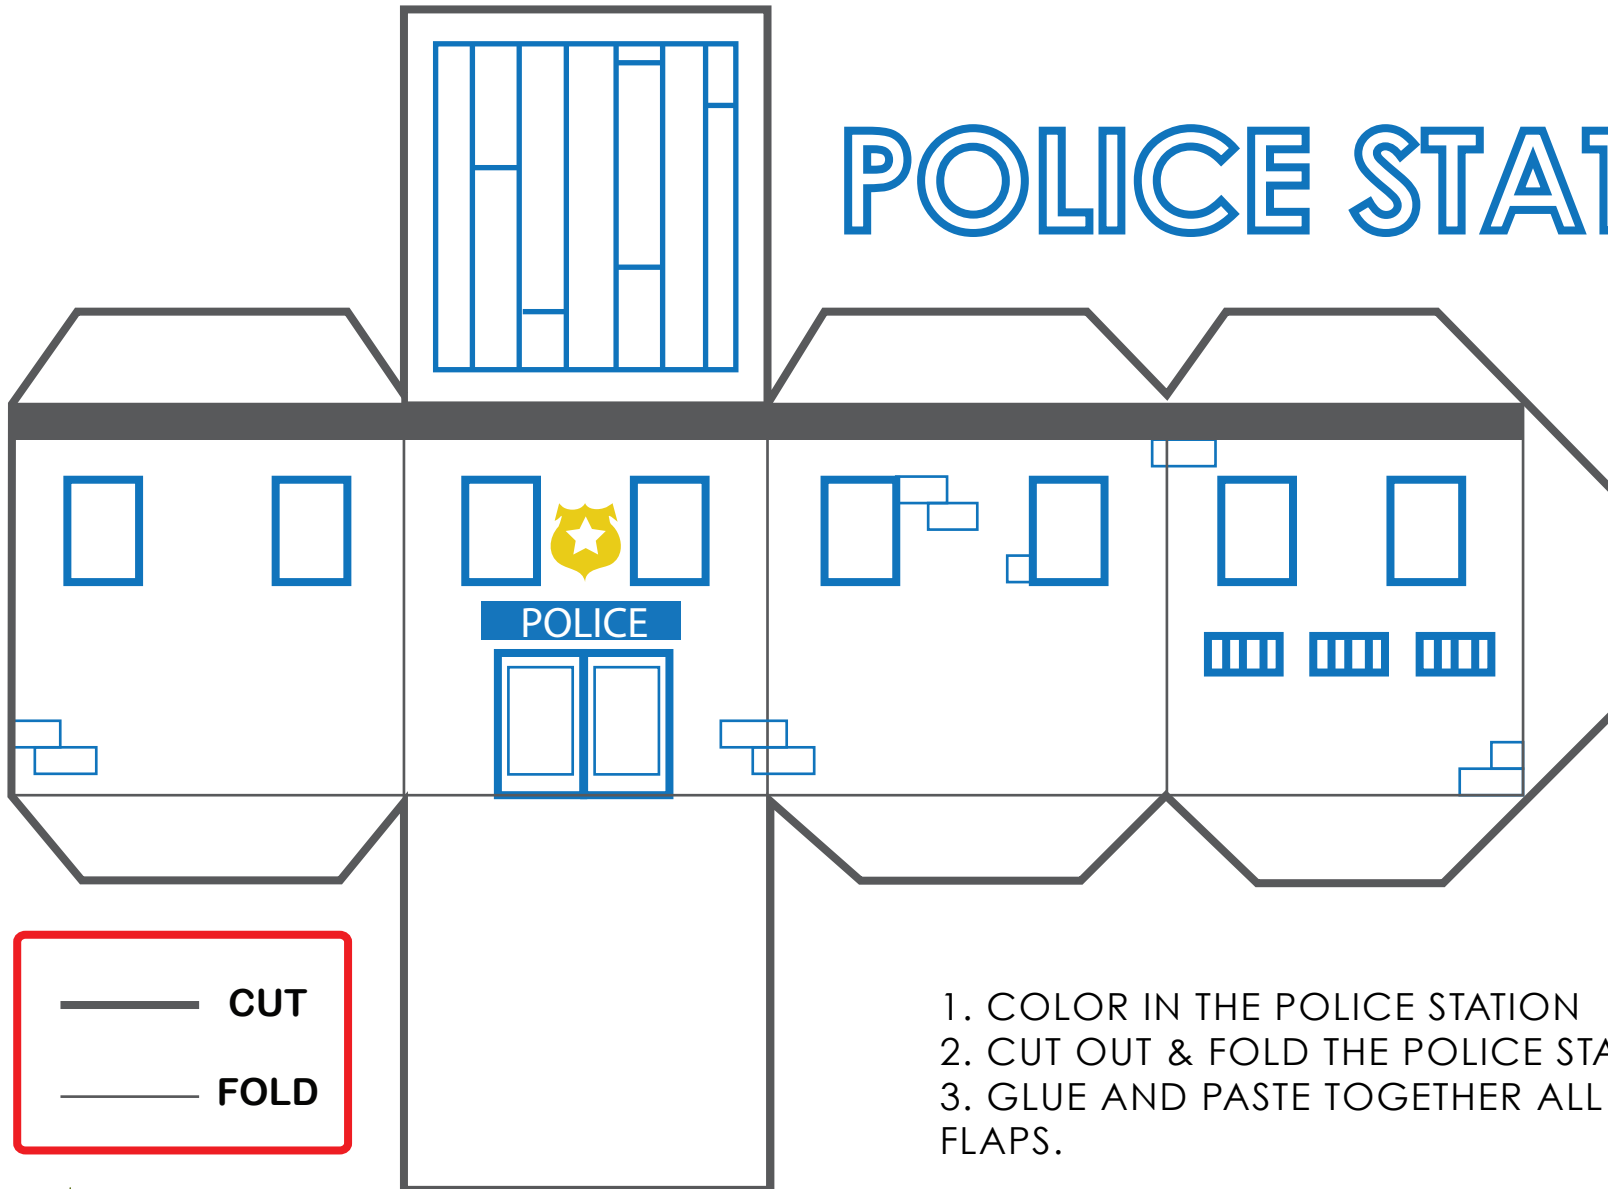 POLICE STAT
POLICE
CUT
FOLD
1. COLOR IN THE POLICE STATION
2. CUT OUT & FOLD THE POLICE STA
3. GLUE AND PASTE TOGETHER ALL
FLAPS.